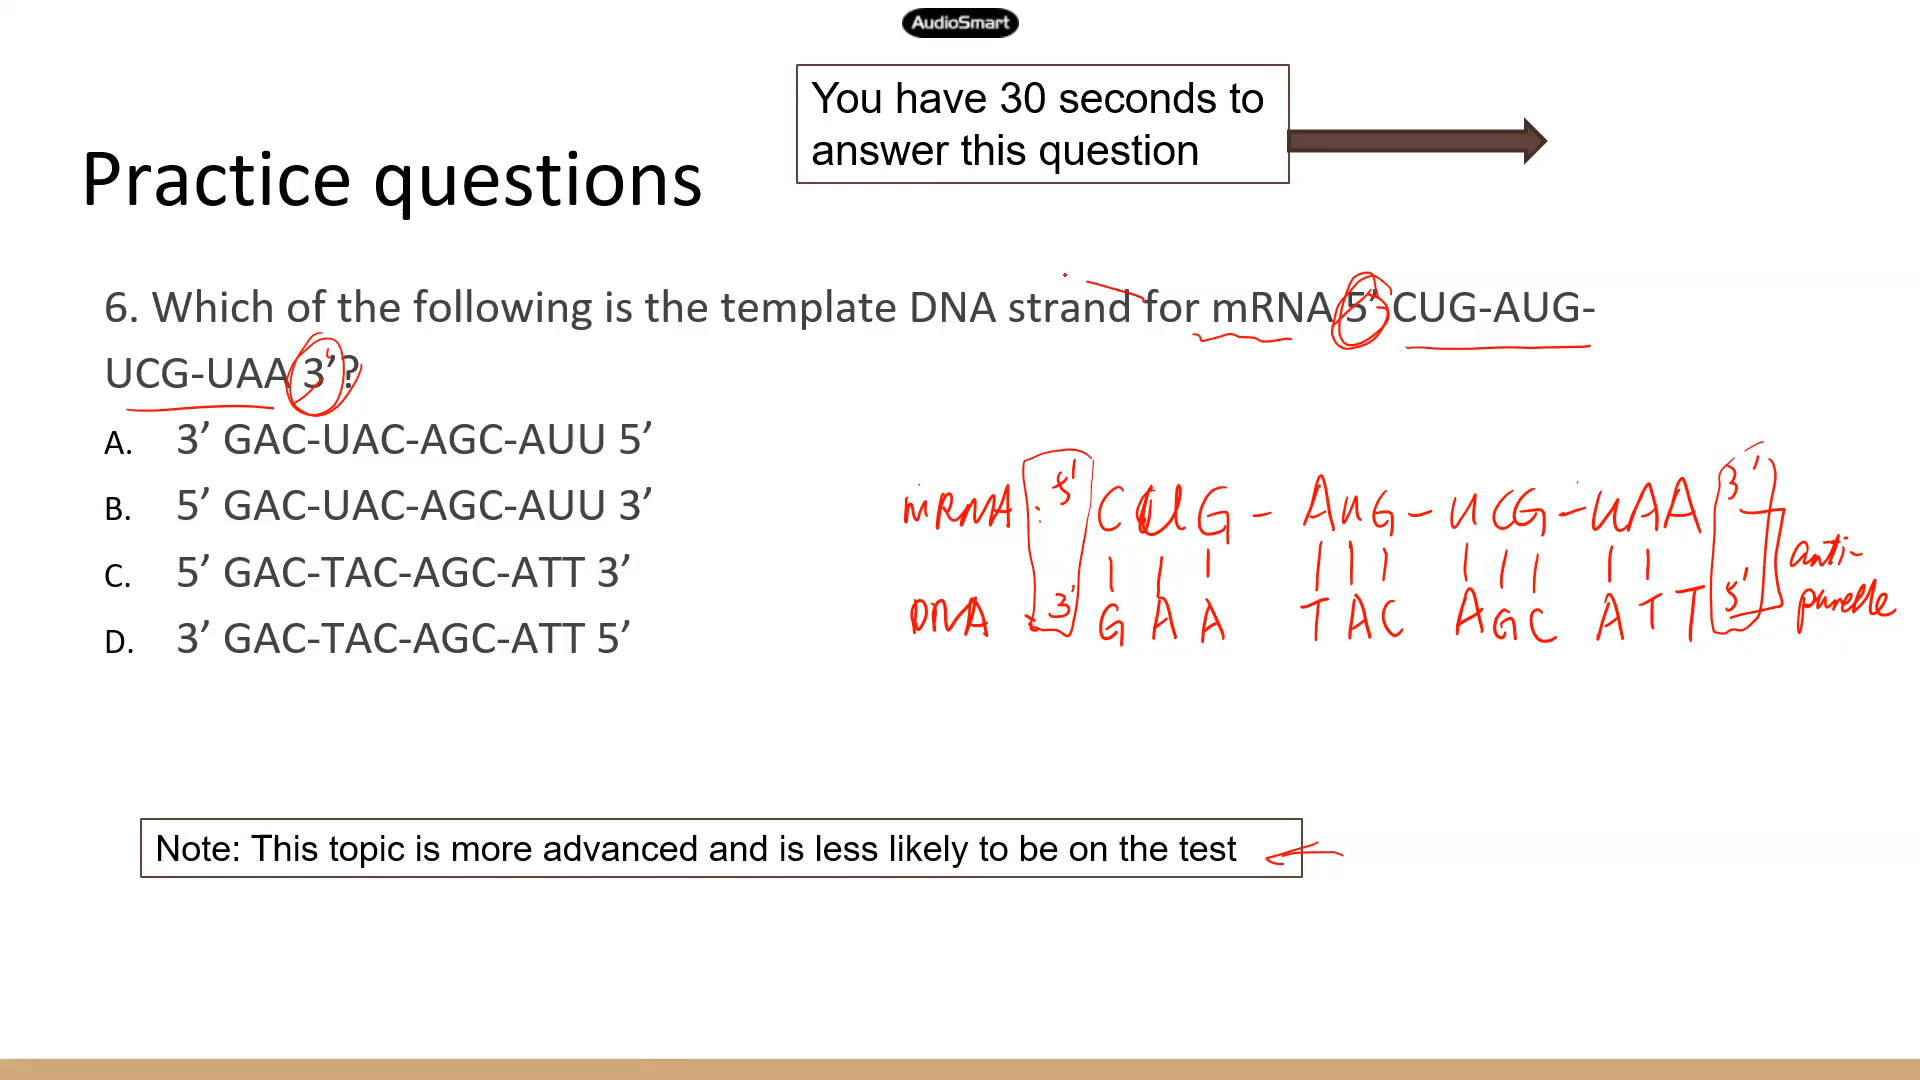 AudioSmart
You have 30 seconds to
answer this question
Practice questions
6. Which of the following is the template DNA strand for mRNA 5’ CUG-AUG-
UCG-UAA 3’?
A. 3’ GAC-UAC-AGC-AUU 5’
B. 5’ GAC-UAC-AGC-AUU 3’
C. 5’ GAC-TAC-AGC-ATT 3’
D. 3’ GAC-TAC-AGC-ATT 5’
mRNA: 5' CUG - AUG - UCG - UAA 3'
DNA 3' GAA TAC AGC ATT 5'
anti-
parelle
Note: This topic is more advanced and is less likely to be on the test